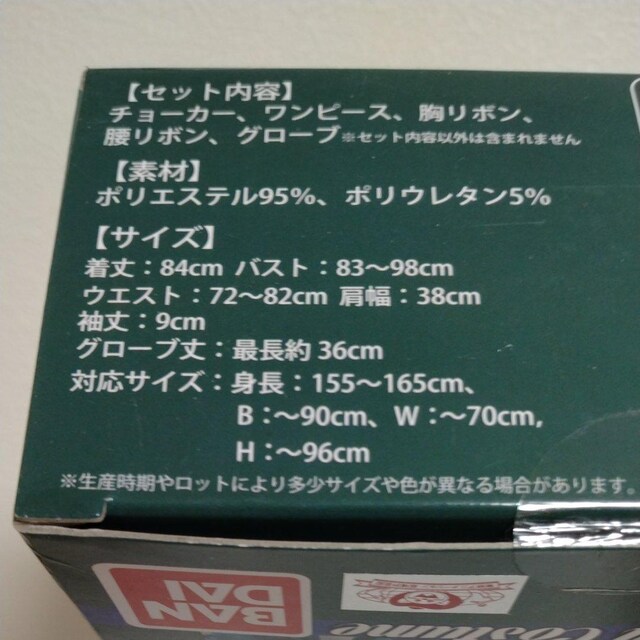 【セット内容】
チョーカー、ワンピース、胸リボン、
腰リボン、グローブ※セット内容以外は含まれません
【素材】
ポリエステル95%、ポリウレタン5%
【サイズ】
着丈：84cm バスト：83〜98cm
ウエスト：72〜82cm 肩幅：38cm
袖丈：9cm
グローブ丈：最長約 36cm
対応サイズ：身長：155〜165cm、
B：〜90cm、W：〜70cm,
H：〜96cm
※生産時期やロットにより多少サイズや色が異なる場合があります。
BAN
DAI
Costume